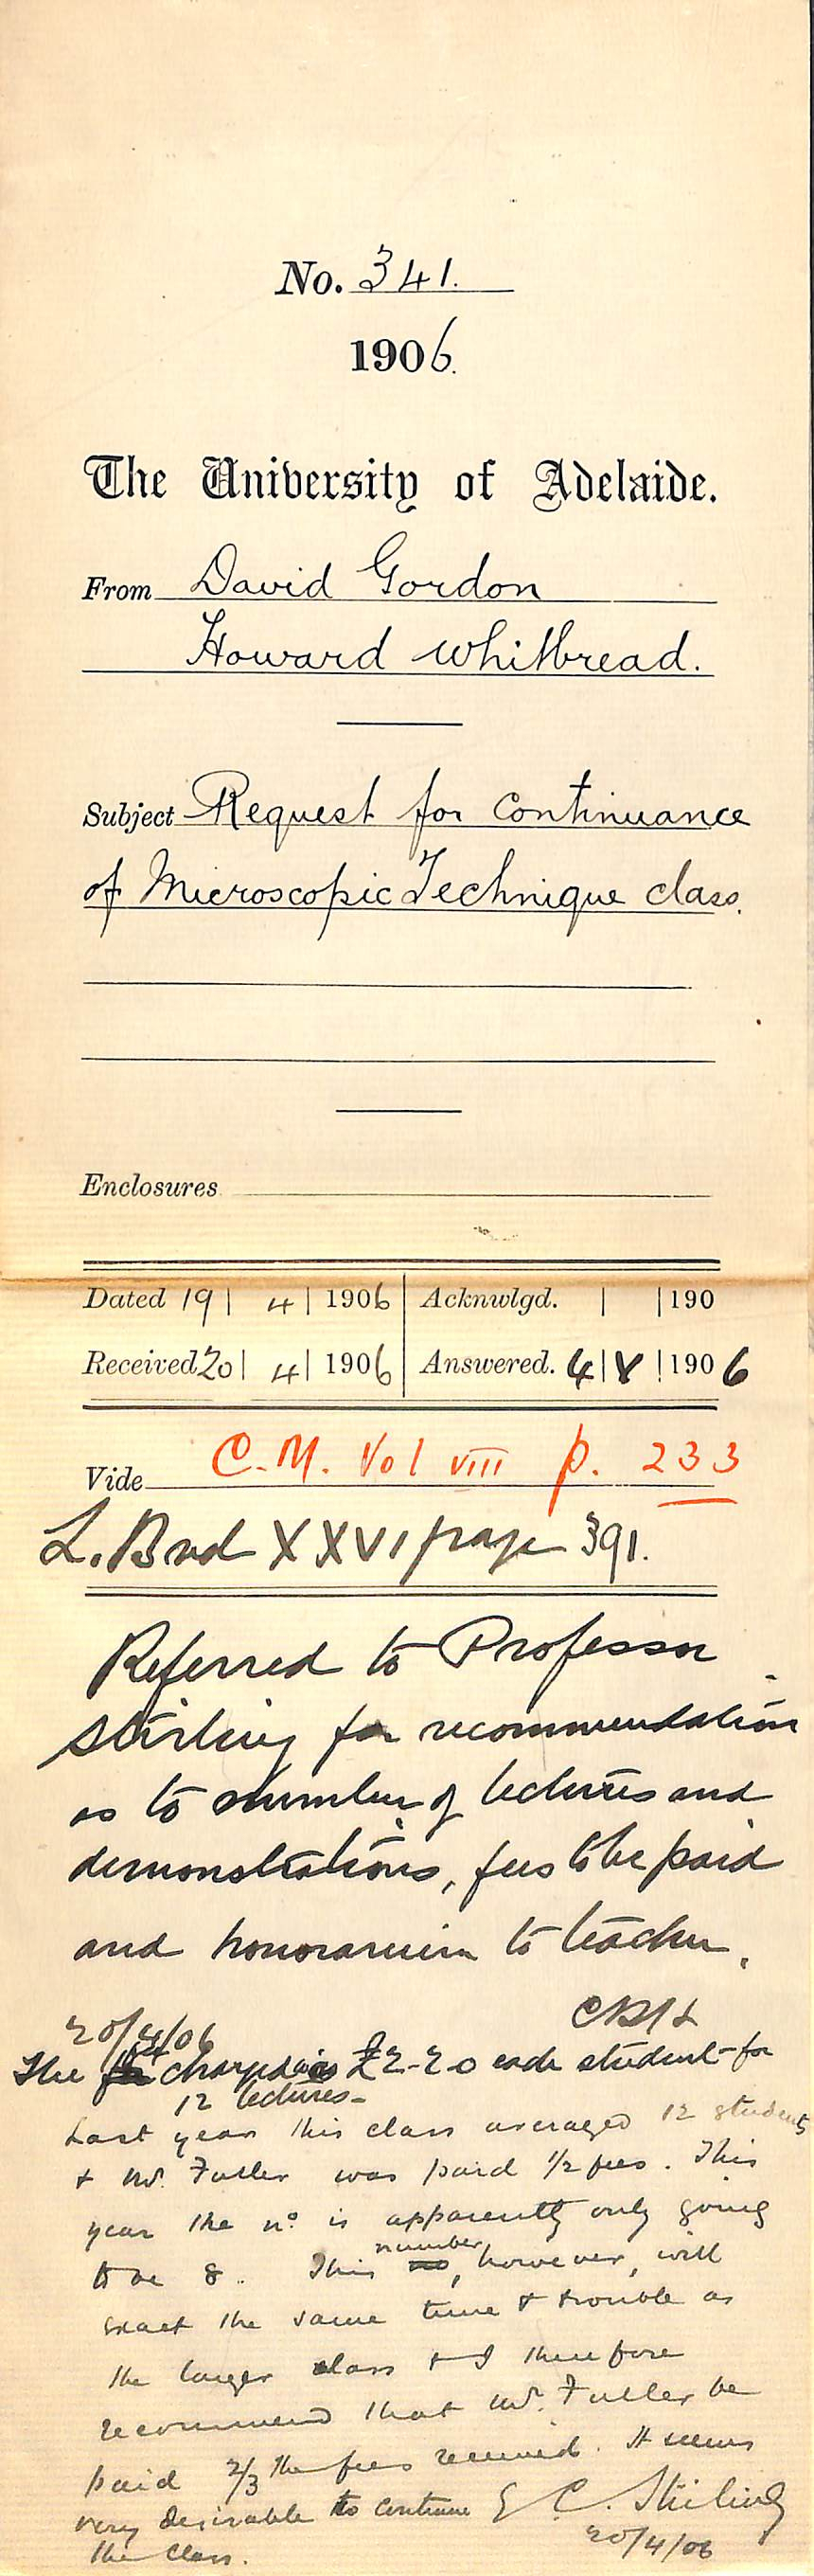 No. 341.
1906.
The University of Adelaide.
From David Gordon
Howard Whitbread.
Subject Request for Continuance
of Microscopic Technique class.
Enclosures
Dated 19 | 4 | 1906 | Acknwlgd. | | 190
Received 20 | 4 | 1906 | Answered. 4 | V | 1906
Vide C.M. Vol VIII p. 233
L. Bad XXVI page 391.
Referred to Professor
Stirling for recommendation
as to number of lectures and
demonstrations, fees to be paid
and honorarium to teacher.
20/4/06
The charged is £2-2-0 each student for
12 lectures-
Last year this class averaged 12 students
& Mr. Fuller was paid 1/2 fees. This
year the no. is apparently only going
to be 8. This number, however, will
exact the same time & trouble as
the larger class & I therefore
recommend that Mr. Fuller be
paid 2/3 the fees received. It seems
very desirable to continue
the class.
E. C. Stirling
20/4/06